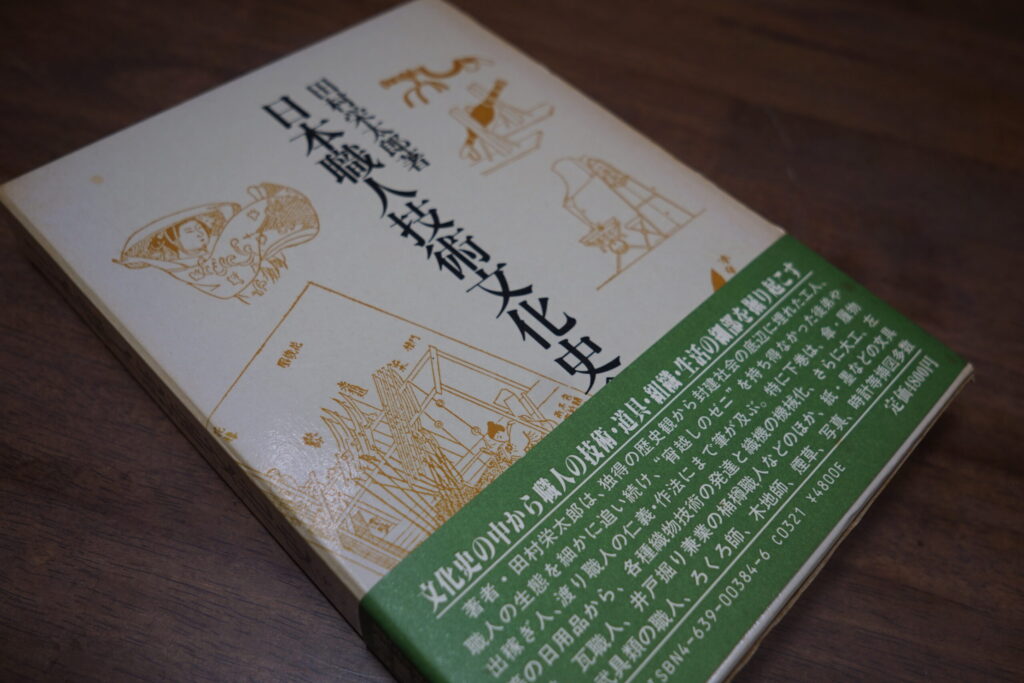 田村栄太郎著
日本職人技術文化史
文化史の中から職人の技術・道具・組織・生活の細部を掘り起こす
著者・田村栄太郎は、独得の歴史観から封建社会の底辺に埋れた工人、
職人の生態を細かに追い続け、“宵越しのゼニ”を持ち得なかった渡道や
出稼ぎ人、渡り職人の仁義・作法にまで筆が及ぶ。特に下巻は、傘・履物
の日用品から、各種織物技術の発達と織機の機械化、さらに大工、左
瓦職人、井戸掘り兼業の桶樽職人などのほか、紙・墨などの文具
武具類の職人、ろくろ師、木地師、煙草、写真、時計等挿図多数
定価4800円
ISBN4-639-00384-6 C0321 ¥4800E